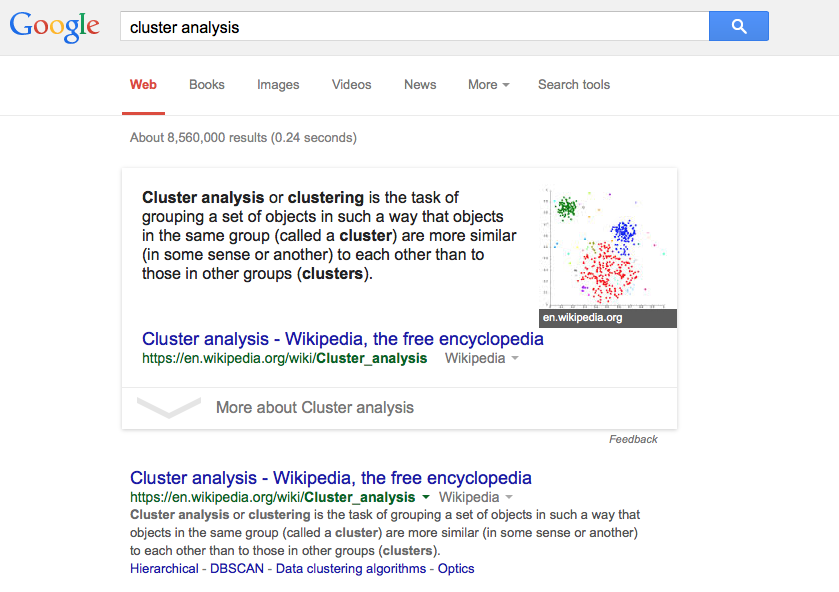 Google
cluster analysis
Web Books Images Videos News More Search tools
About 8,560,000 results (0.24 seconds)
Cluster analysis or clustering is the task of
grouping a set of objects in such a way that objects
in the same group (called a cluster) are more similar
(in some sense or another) to each other than to
those in other groups (clusters).
en.wikipedia.org
Cluster analysis - Wikipedia, the free encyclopedia
https://en.wikipedia.org/wiki/Cluster_analysis Wikipedia
More about Cluster analysis
Feedback
Cluster analysis - Wikipedia, the free encyclopedia
https://en.wikipedia.org/wiki/Cluster_analysis Wikipedia
Cluster analysis or clustering is the task of grouping a set of objects in such a way that
objects in the same group (called a cluster) are more similar (in some sense or another)
to each other than to those in other groups (clusters).
Hierarchical - DBSCAN - Data clustering algorithms - Optics